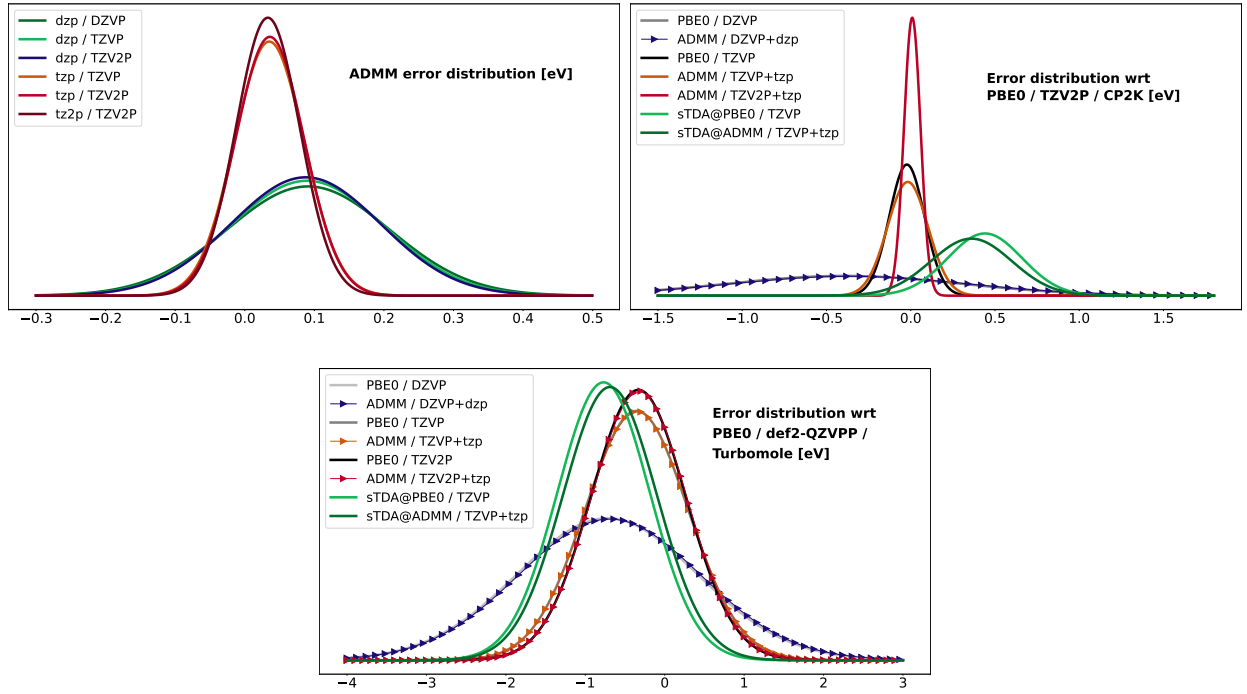 dzp / DZVP
dzp / TZVP
dzp / TZV2P
tzp / TZVP
tzp / TZV2P
tz2p / TZV2P
ADMM error distribution [eV]
−0.3 −0.2 −0.1 0.0 0.1 0.2 0.3 0.4 0.5
PBE0 / DZVP
ADMM / DZVP+dzp
PBE0 / TZVP
ADMM / TZVP+tzp
ADMM / TZV2P+tzp
sTDA@PBE0 / TZVP
sTDA@ADMM / TZVP+tzp
Error distribution wrt
PBE0 / TZV2P / CP2K [eV]
−1.5 −1.0 −0.5 0.0 0.5 1.0 1.5
PBE0 / DZVP
ADMM / DZVP+dzp
PBE0 / TZVP
ADMM / TZVP+tzp
PBE0 / TZV2P
ADMM / TZV2P+tzp
sTDA@PBE0 / TZVP
sTDA@ADMM / TZVP+tzp
Error distribution wrt
PBE0 / def2-QZVPP /
Turbomole [eV]
−4 −3 −2 −1 0 1 2 3